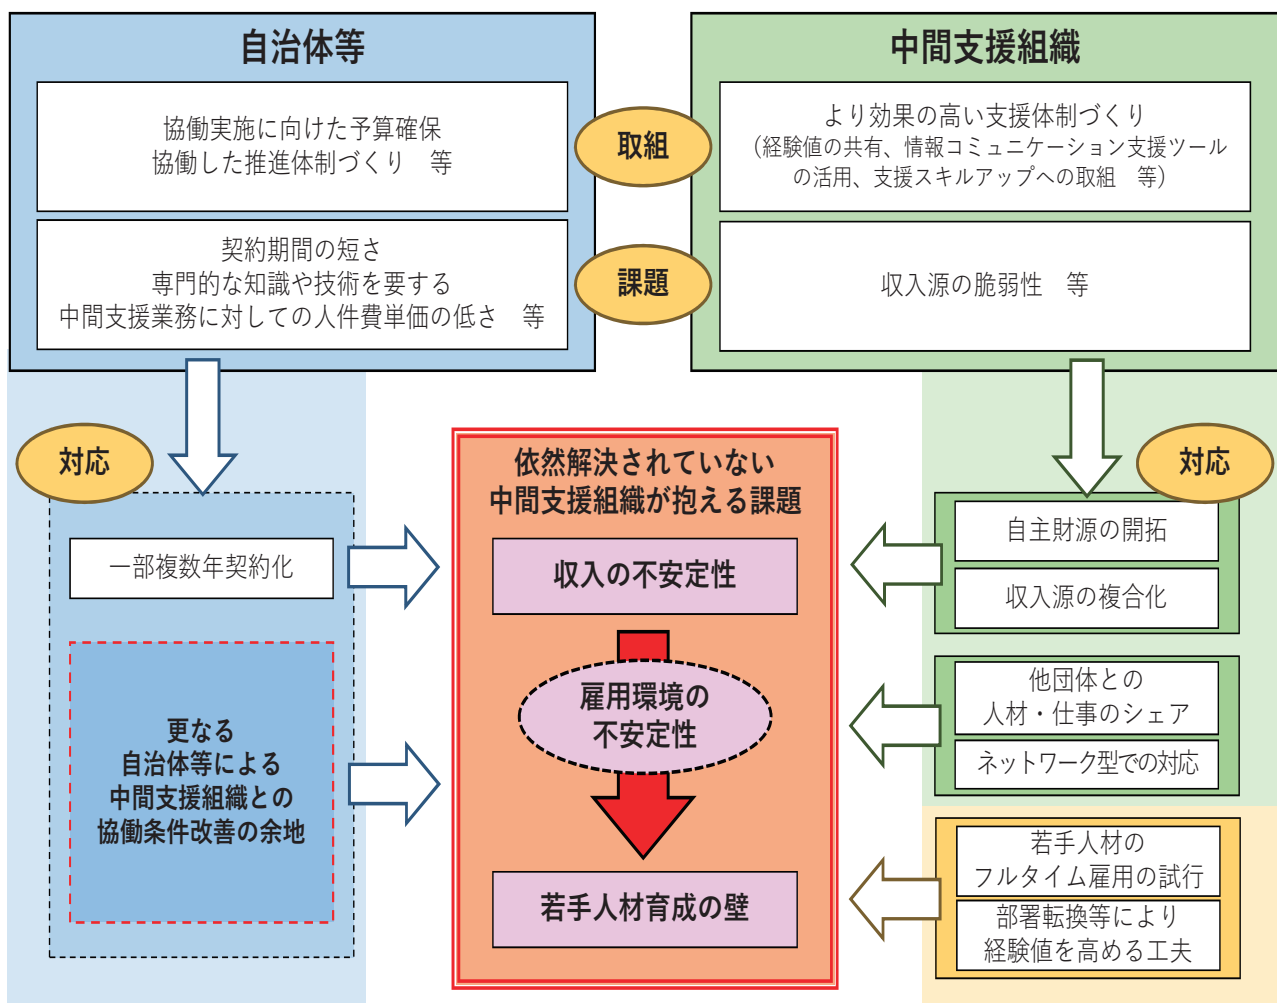 自治体等
協働実施に向けた予算確保
協働した推進体制づくり　等
契約期間の短さ
専門的な知識や技術を要する
中間支援業務に対しての人件費単価の低さ　等
取組
課題
中間支援組織
より効果の高い支援体制づくり
（経験値の共有、情報コミュニケーション支援ツール
の活用、支援スキルアップへの取組　等）
収入源の脆弱性　等
対応
一部複数年契約化
更なる
自治体等による
中間支援組織との
協働条件改善の余地
依然解決されていない
中間支援組織が抱える課題
収入の不安定性
雇用環境の
不安定性
若手人材育成の壁
対応
自主財源の開拓
収入源の複合化
他団体との
人材・仕事のシェア
ネットワーク型での対応
若手人材の
フルタイム雇用の試行
部署転換等により
経験値を高める工夫